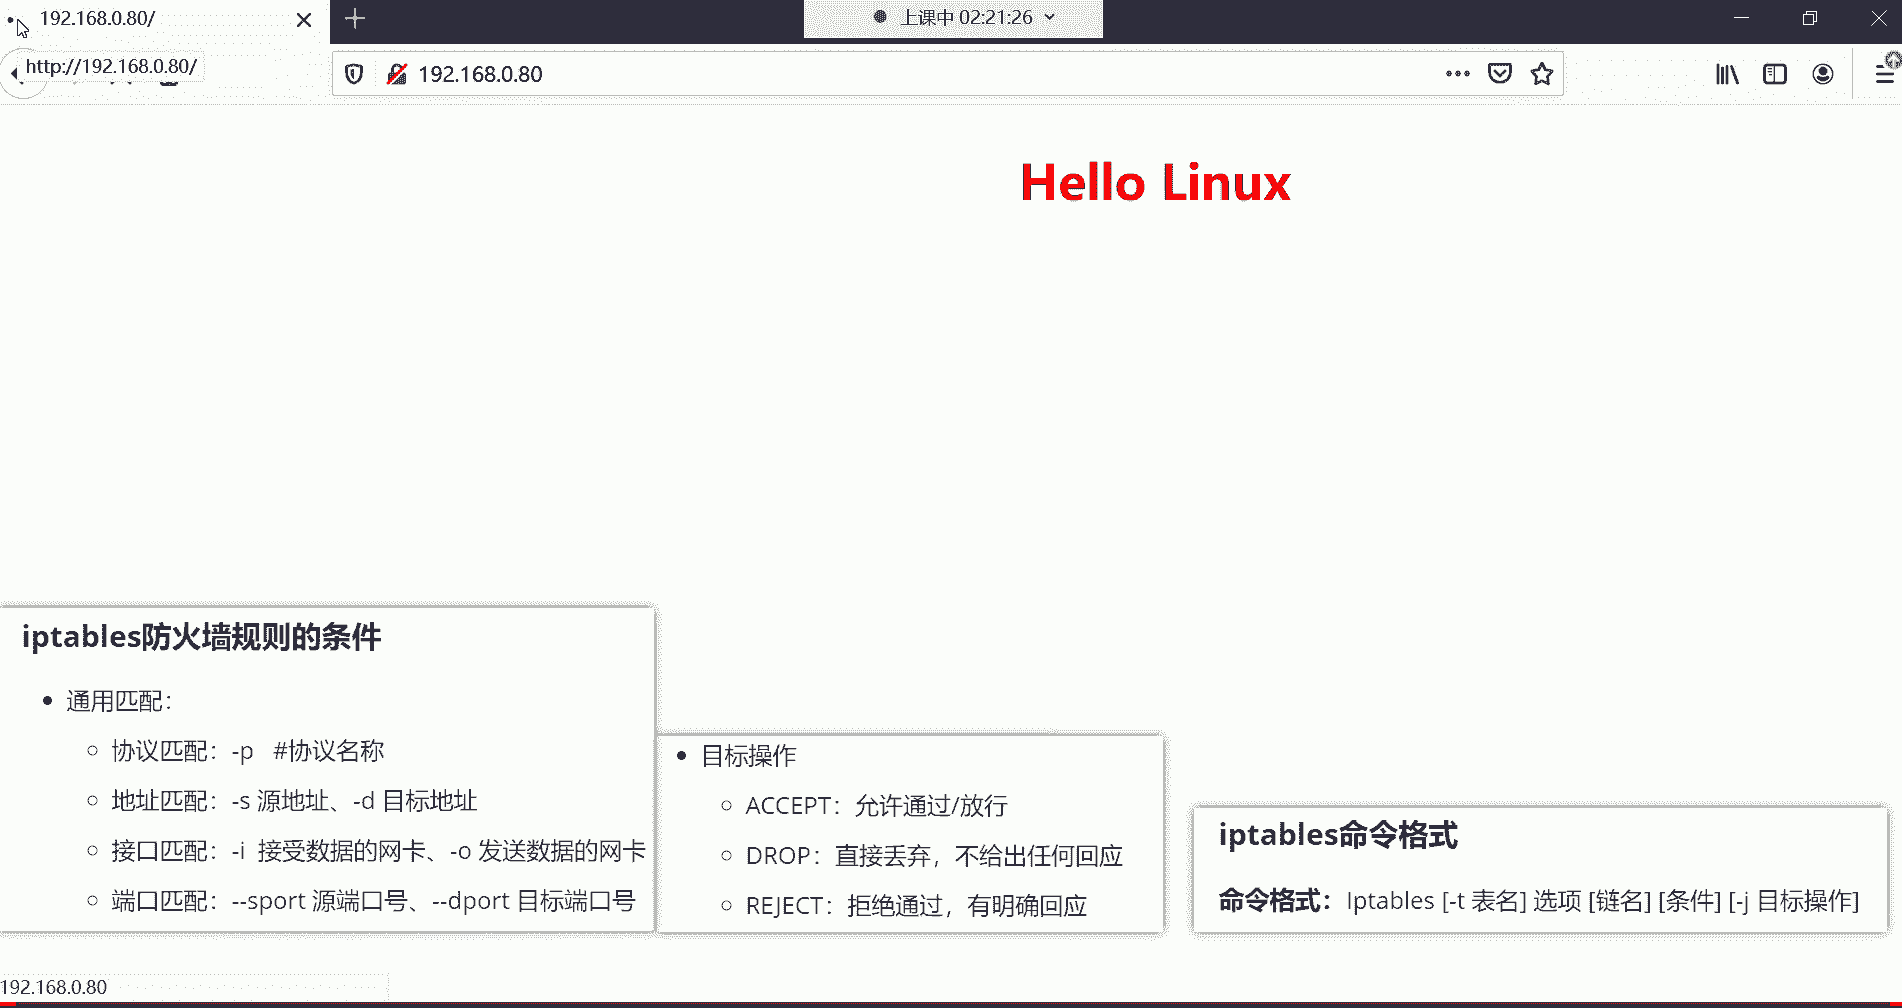 192.168.0.80/
上课中 02:21:26
http://192.168.0.80/
192.168.0.80
Hello Linux
iptables防火墙规则的条件
通用匹配：
协议匹配：-p #协议名称
地址匹配：-s 源地址、-d 目标地址
接口匹配：-i 接受数据的网卡、-o 发送数据的网卡
端口匹配：--sport 源端口号、--dport 目标端口号
目标操作
ACCEPT：允许通过/放行
DROP：直接丢弃，不给出任何回应
REJECT：拒绝通过，有明确回应
iptables命令格式
命令格式：Iptables [-t 表名] 选项 [链名] [条件] [-j 目标操作]
192.168.0.80